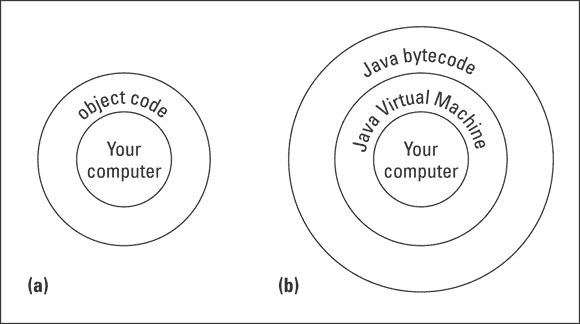 object code
Your
computer
(a)
Java bytecode
Java Virtual Machine
Your
computer
(b)